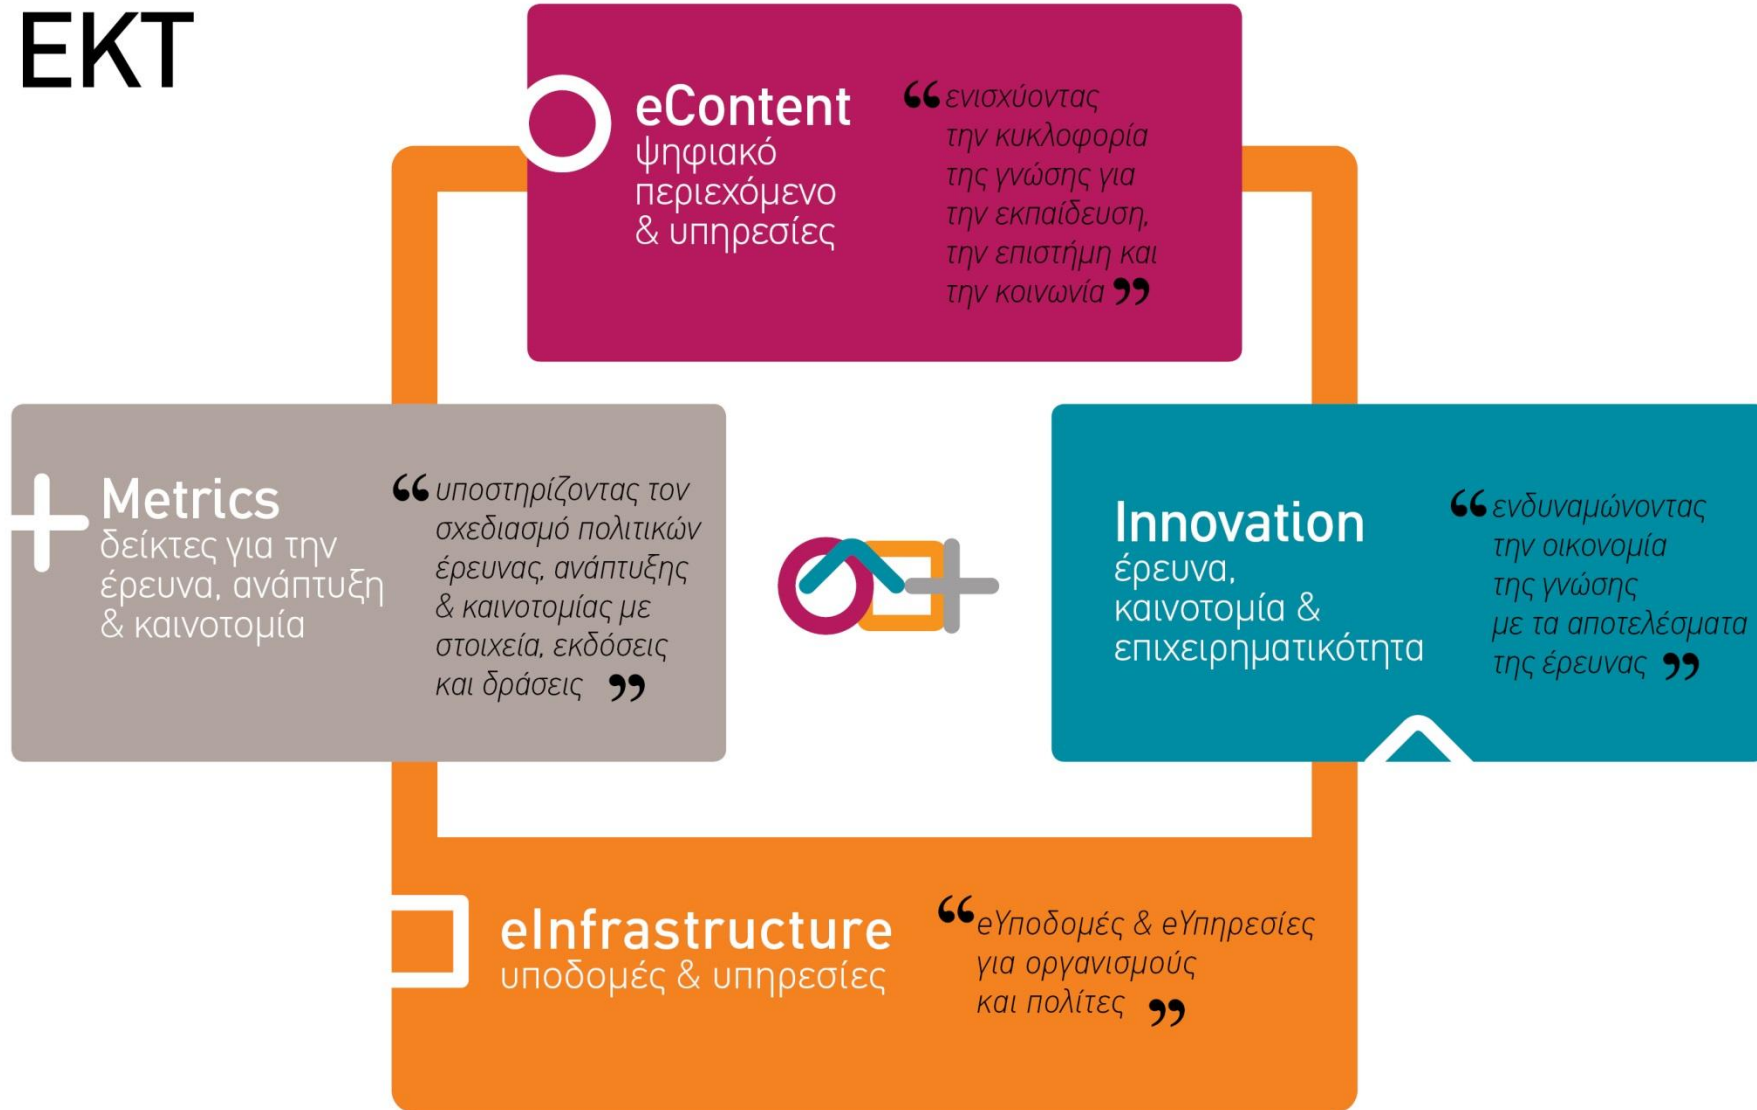 EKT
eContent
ψηφιακό
περιεχόμενο
& υπηρεσίες
“ ενισχύοντας
την κυκλοφορία
της γνώσης για
την εκπαίδευση,
την επιστήμη και
την κοινωνία ”
Metrics
δείκτες για την
έρευνα, ανάπτυξη
& καινοτομία
“ υποστηρίζοντας τον
σχεδιασμό πολιτικών
έρευνας, ανάπτυξης
& καινοτομίας με
στοιχεία, εκδόσεις
και δράσεις ”
Innovation
έρευνα,
καινοτομία &
επιχειρηματικότητα
“ ενδυναμώνοντας
την οικονομία
της γνώσης
με τα αποτελέσματα
της έρευνας ”
eInfrastructure
υποδομές & υπηρεσίες
“ eΥποδομές & eΥπηρεσίες
για οργανισμούς
και πολίτες ”